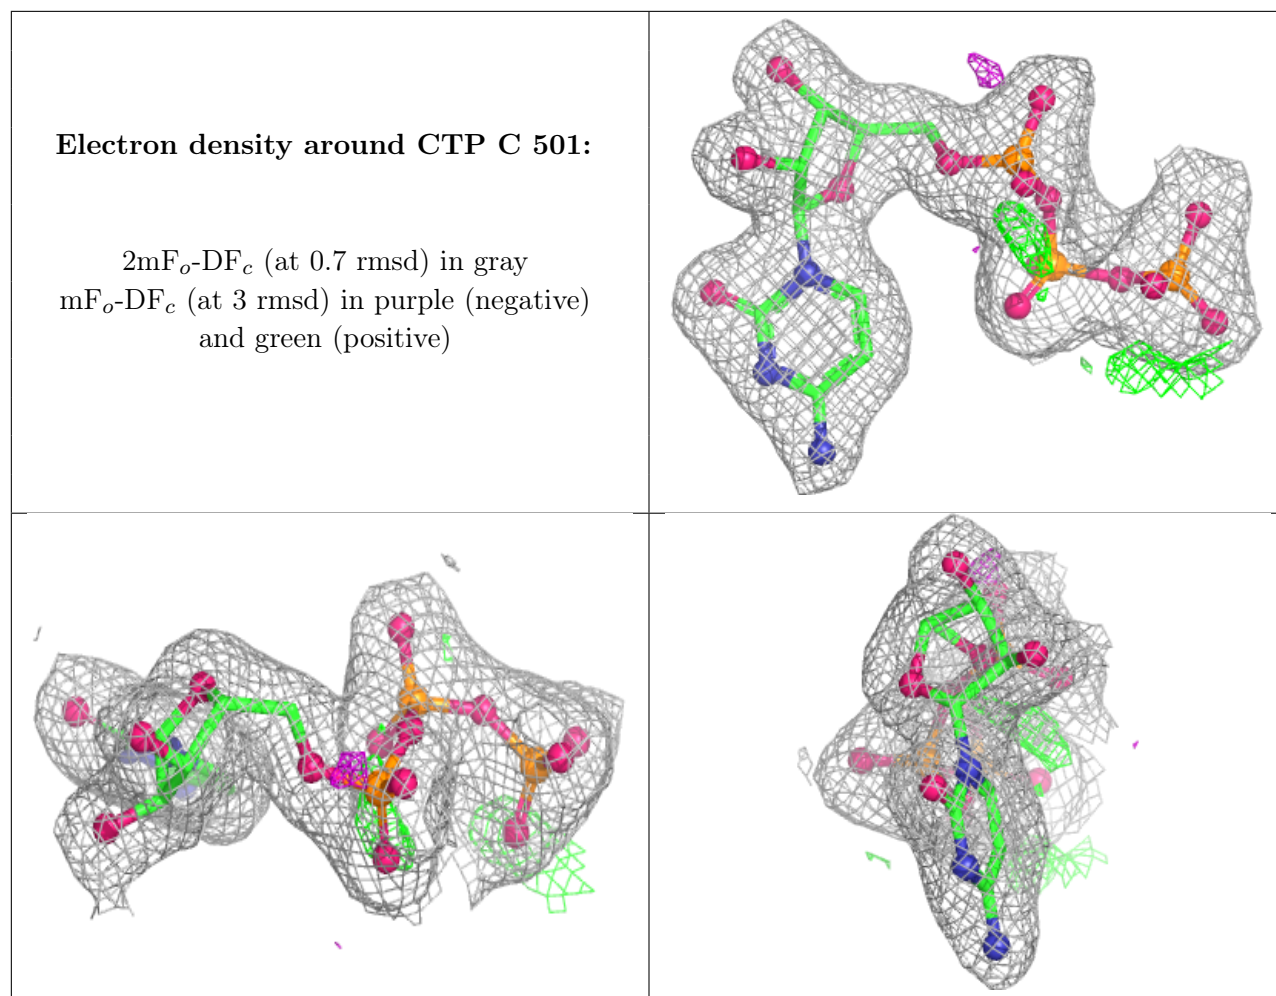 Electron density around CTP C 501:
2mFₒ-DF𝒸 (at 0.7 rmsd) in gray
mFₒ-DF𝒸 (at 3 rmsd) in purple (negative)
and green (positive)